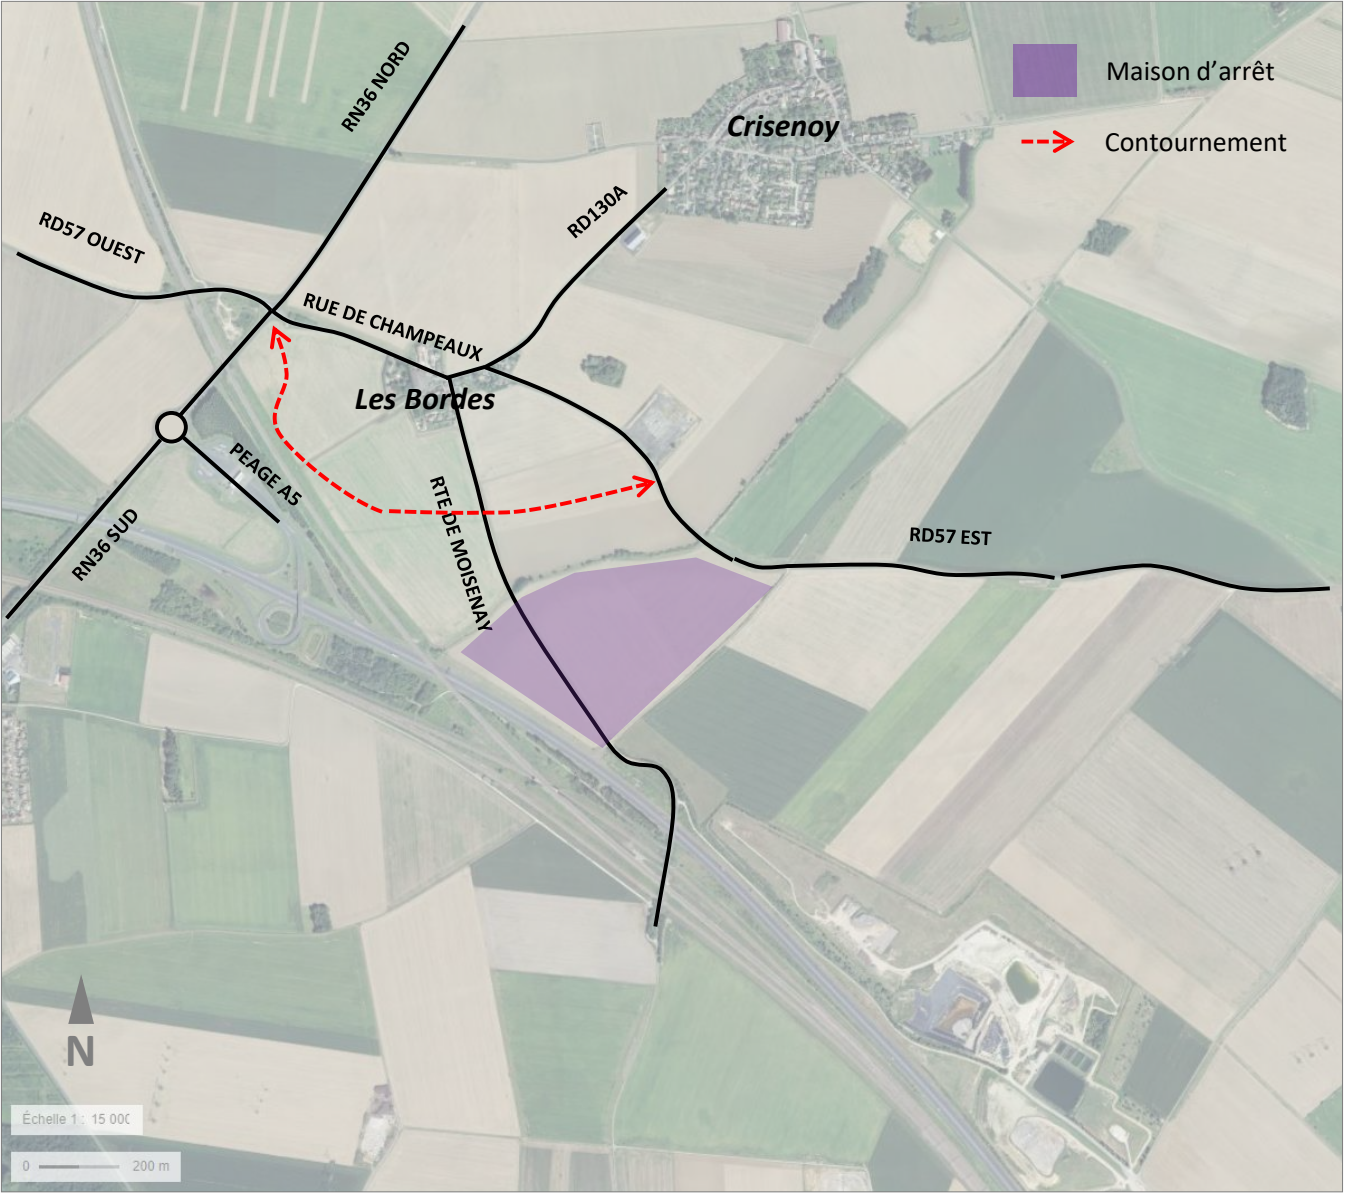 RN36 NORD
Maison d’arrêt
Crisenoy
Contournement
RD130A
RD57 OUEST
RUE DE CHAMPEAUX
Les Bordes
PEAGE A5
RTE DE MOISENAY
RN36 SUD
RD57 EST
N
Échelle 1 : 15 000
0 200 m